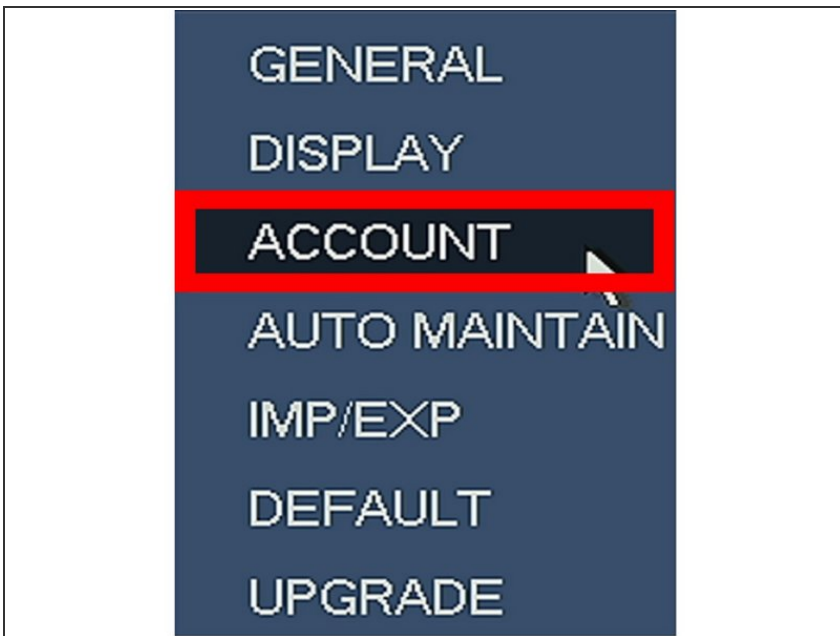 GENERAL
DISPLAY
ACCOUNT
AUTO MAINTAIN
IMP/EXP
DEFAULT
UPGRADE